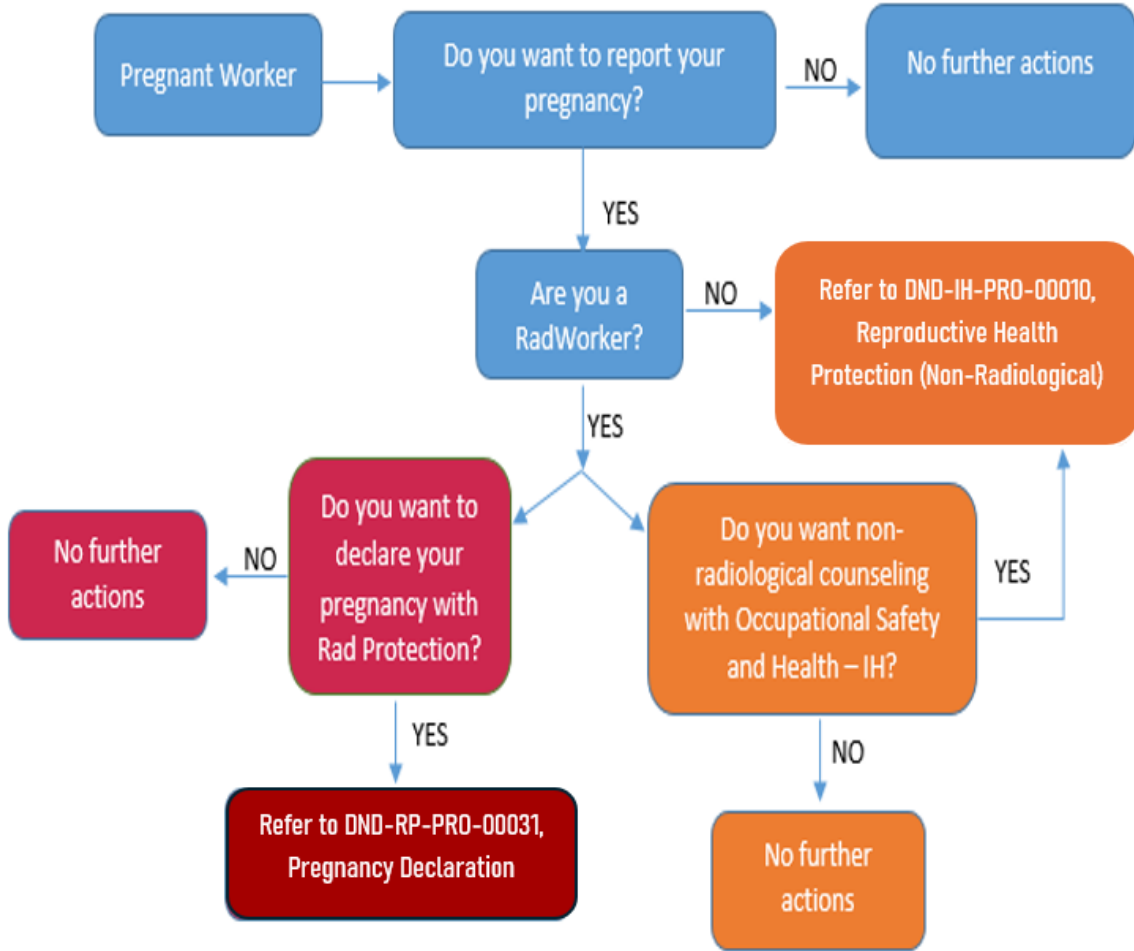 Pregnant Worker
Do you want to report your
pregnancy?
NO
No further actions
YES
Are you a
RadWorker?
NO
Refer to DND-IH-PRO-00010,
Reproductive Health
Protection (Non-Radiological)
YES
Do you want to
declare your
pregnancy with
Rad Protection?
NO
No further
actions
YES
Refer to DND-RP-PRO-00031,
Pregnancy Declaration
Do you want non-
radiological counseling
with Occupational Safety
and Health – IH?
YES
NO
No further
actions